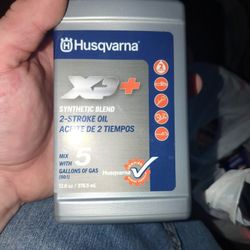 Husqvarna
XP+
SYNTHETIC BLEND
2-STROKE OIL
ACEITE DE 2 TIEMPOS
MIX
WITH 5
GALLONS OF GAS
(50:1)
Husqvarna